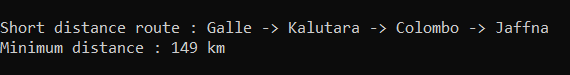 Short distance route : Galle -> Kalutara -> Colombo -> Jaffna
Minimum distance : 149 km